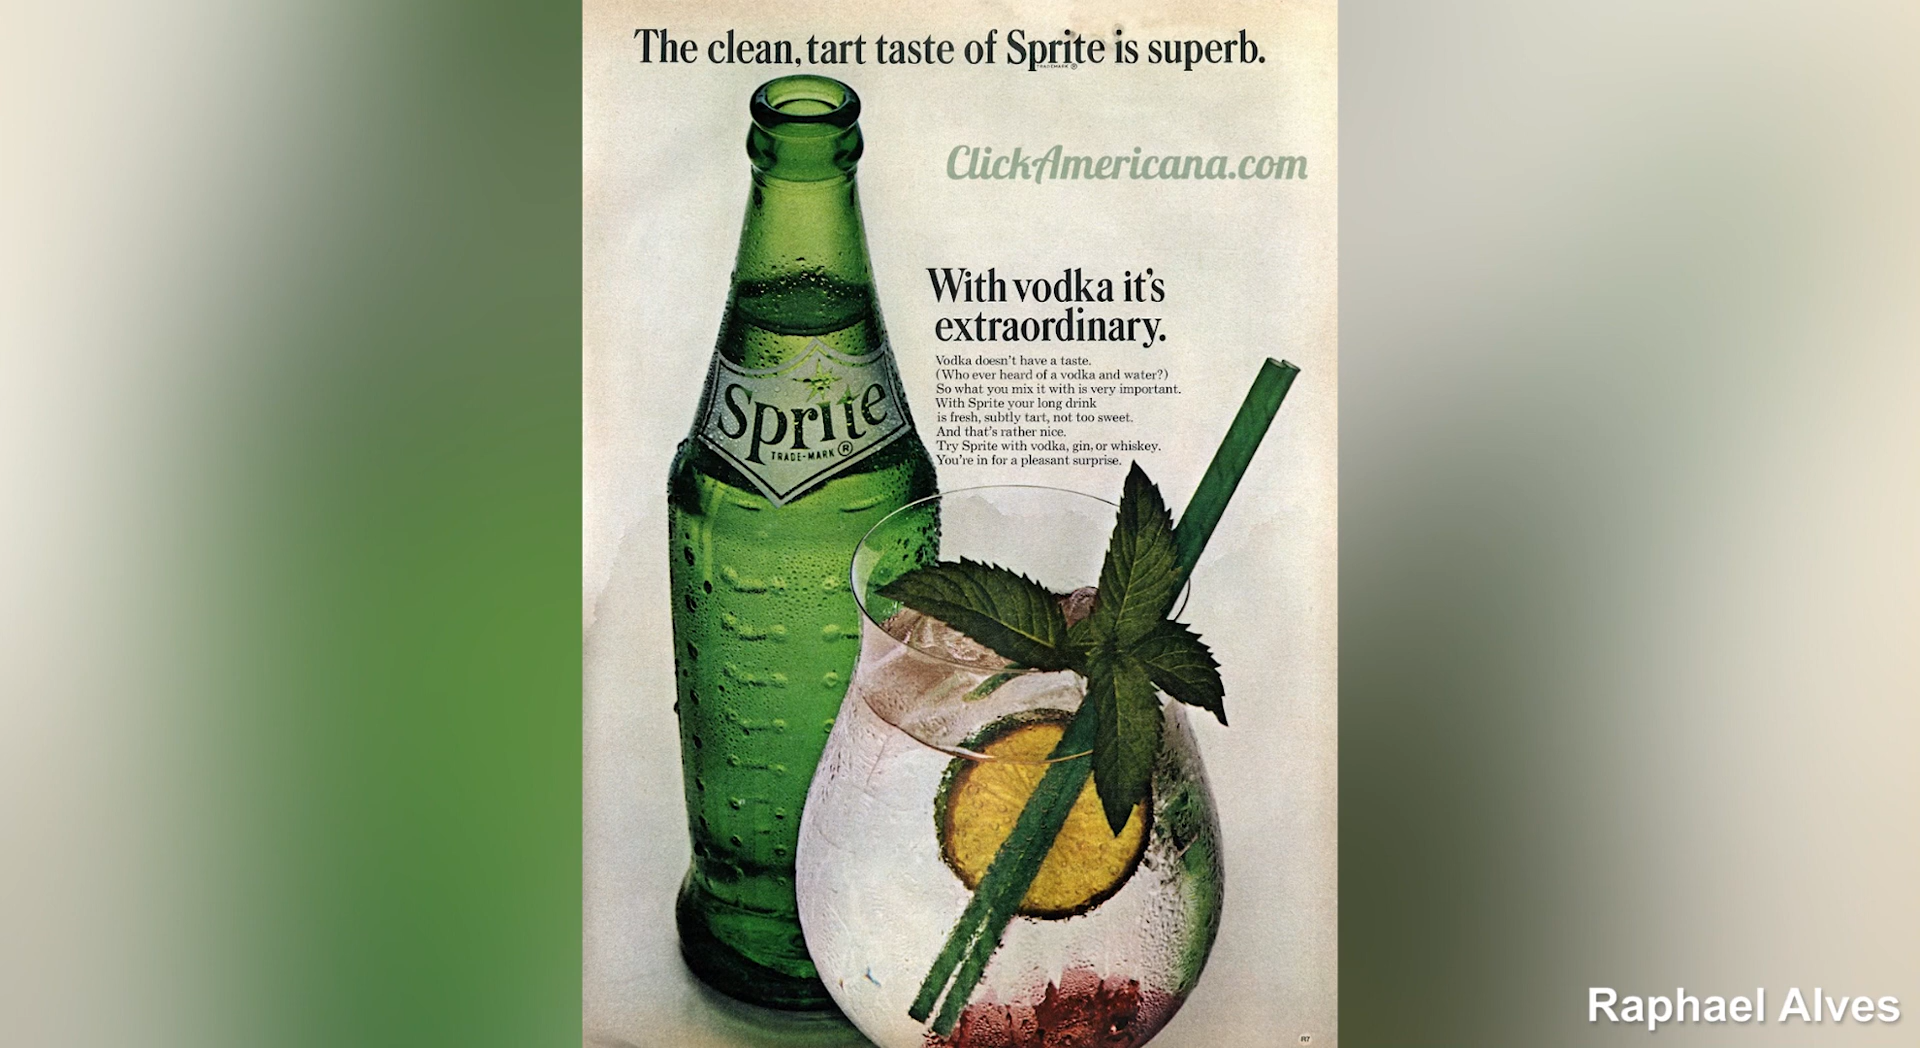 The clean, tart taste of Sprite is superb.
TRADEMARK ®
ClickAmericana.com
With vodka it's
extraordinary.
Vodka doesn't have a taste.
(Who ever heard of a vodka and water?)
So what you mix it with is very important.
With Sprite your long drink
is fresh, subtly tart, not too sweet.
And that's rather nice.
Try Sprite with vodka, gin, or whiskey.
You're in for a pleasant surprise.
Sprite
TRADE-MARK ®
R7
Raphael Alves